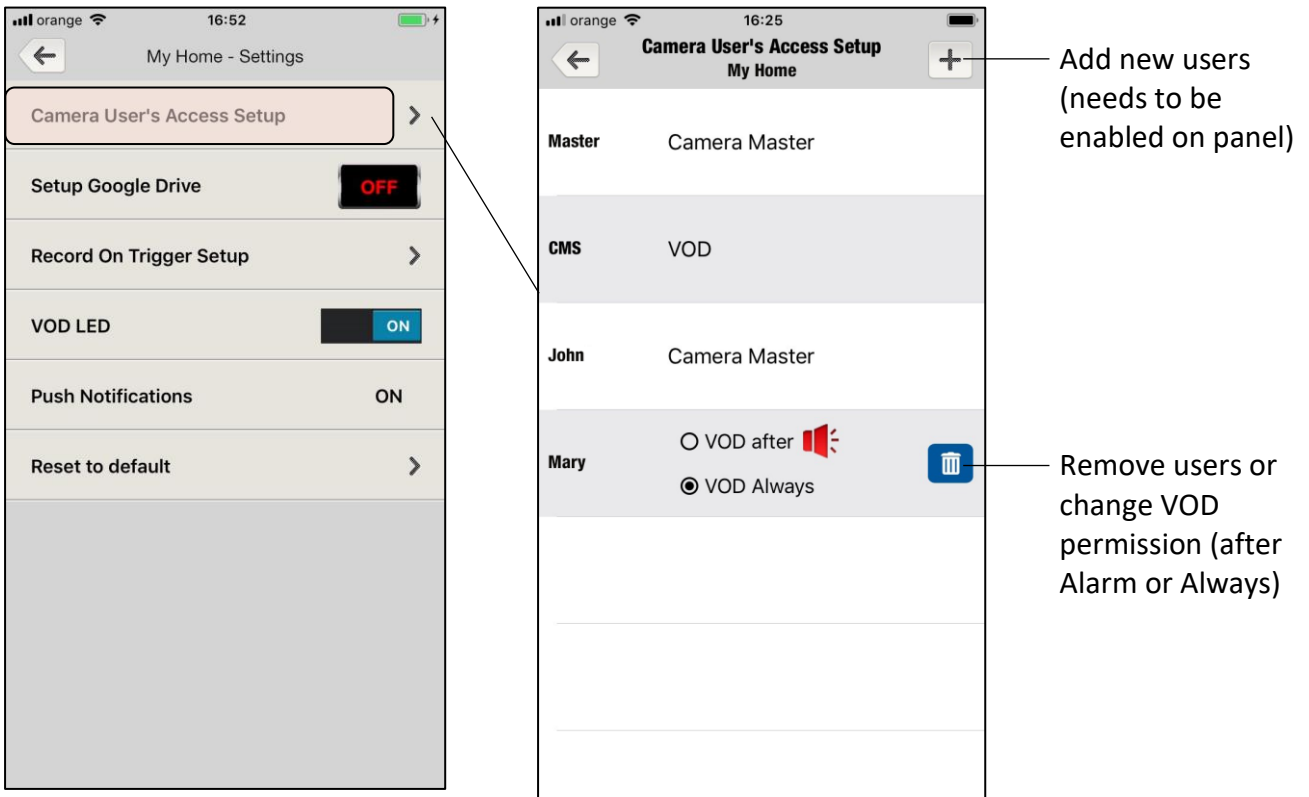 orange 16:52
My Home - Settings
Camera User's Access Setup
Setup Google Drive OFF
Record On Trigger Setup
VOD LED ON
Push Notifications ON
Reset to default
orange 16:25
Camera User's Access Setup
My Home
Master Camera Master
CMS VOD
John Camera Master
Mary
VOD after
VOD Always
Add new users
(needs to be
enabled on panel)
Remove users or
change VOD
permission (after
Alarm or Always)